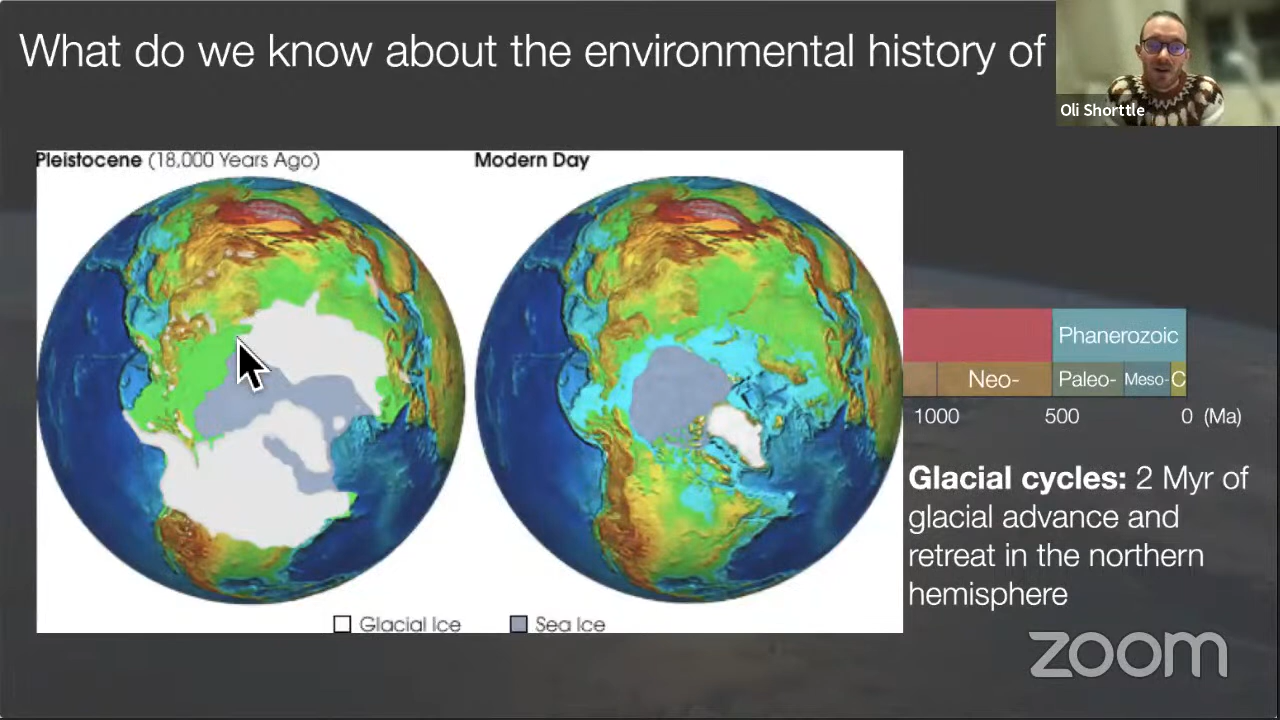 What do we know about the environmental history of
Oli Shorttle
Pleistocene (18,000 Years Ago)
Modern Day
Glacial Ice
Sea Ice
Phanerozoic
Neo-
Paleo-
Meso-
C
1000
500
0 (Ma)
Glacial cycles: 2 Myr of
glacial advance and
retreat in the northern
hemisphere
zoom